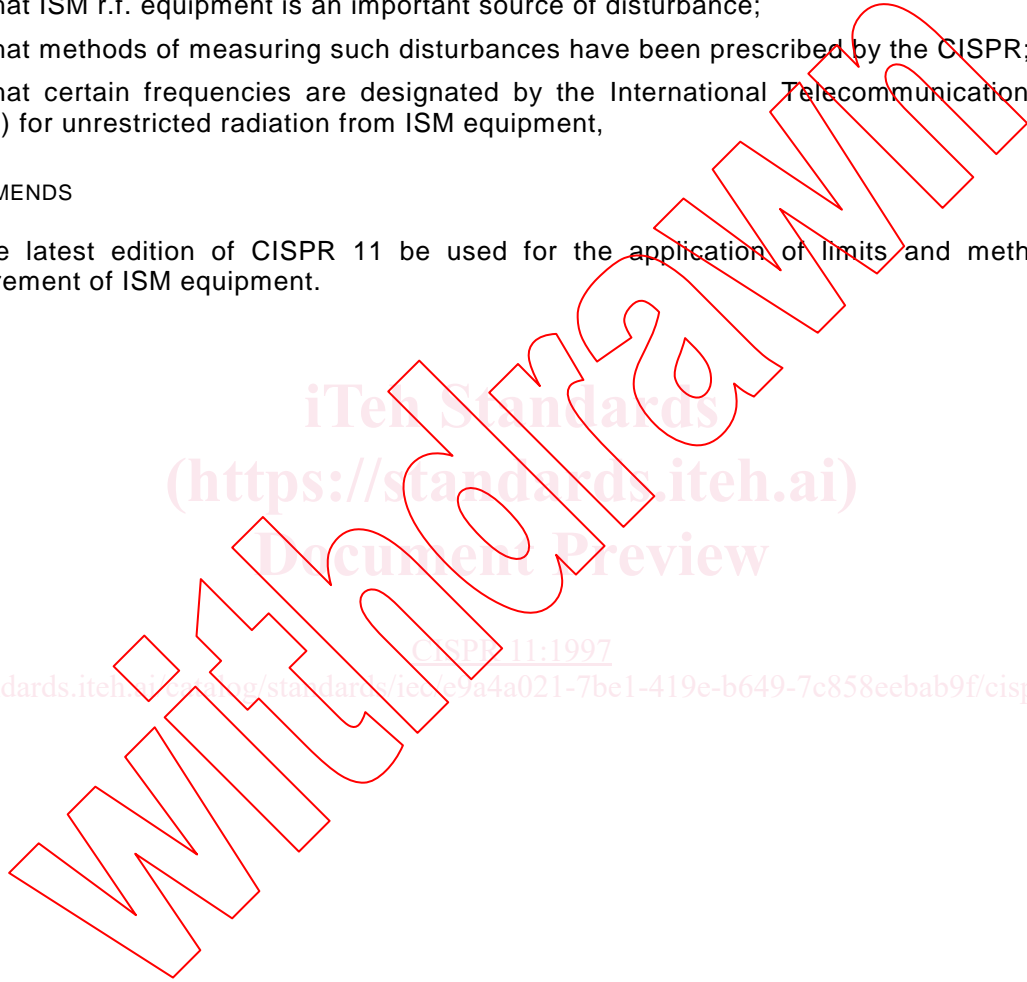 hat ISM r.f. equipment is an important source of disturbance;
hat methods of measuring such disturbances have been prescribed by the CISPR;
hat certain frequencies are designated by the International Telecommunication
) for unrestricted radiation from ISM equipment,
MENDS
e latest edition of CISPR 11 be used for the application of limits and meth
rement of ISM equipment.
iTeh Standards
(https://standards.iteh.ai)
Document Preview
CISPR 11:1997
dards.iteh.ai/catalog/standards/iec/e9a4a021-7be1-419e-b649-7c858eebab9f/cisp
withdrawn